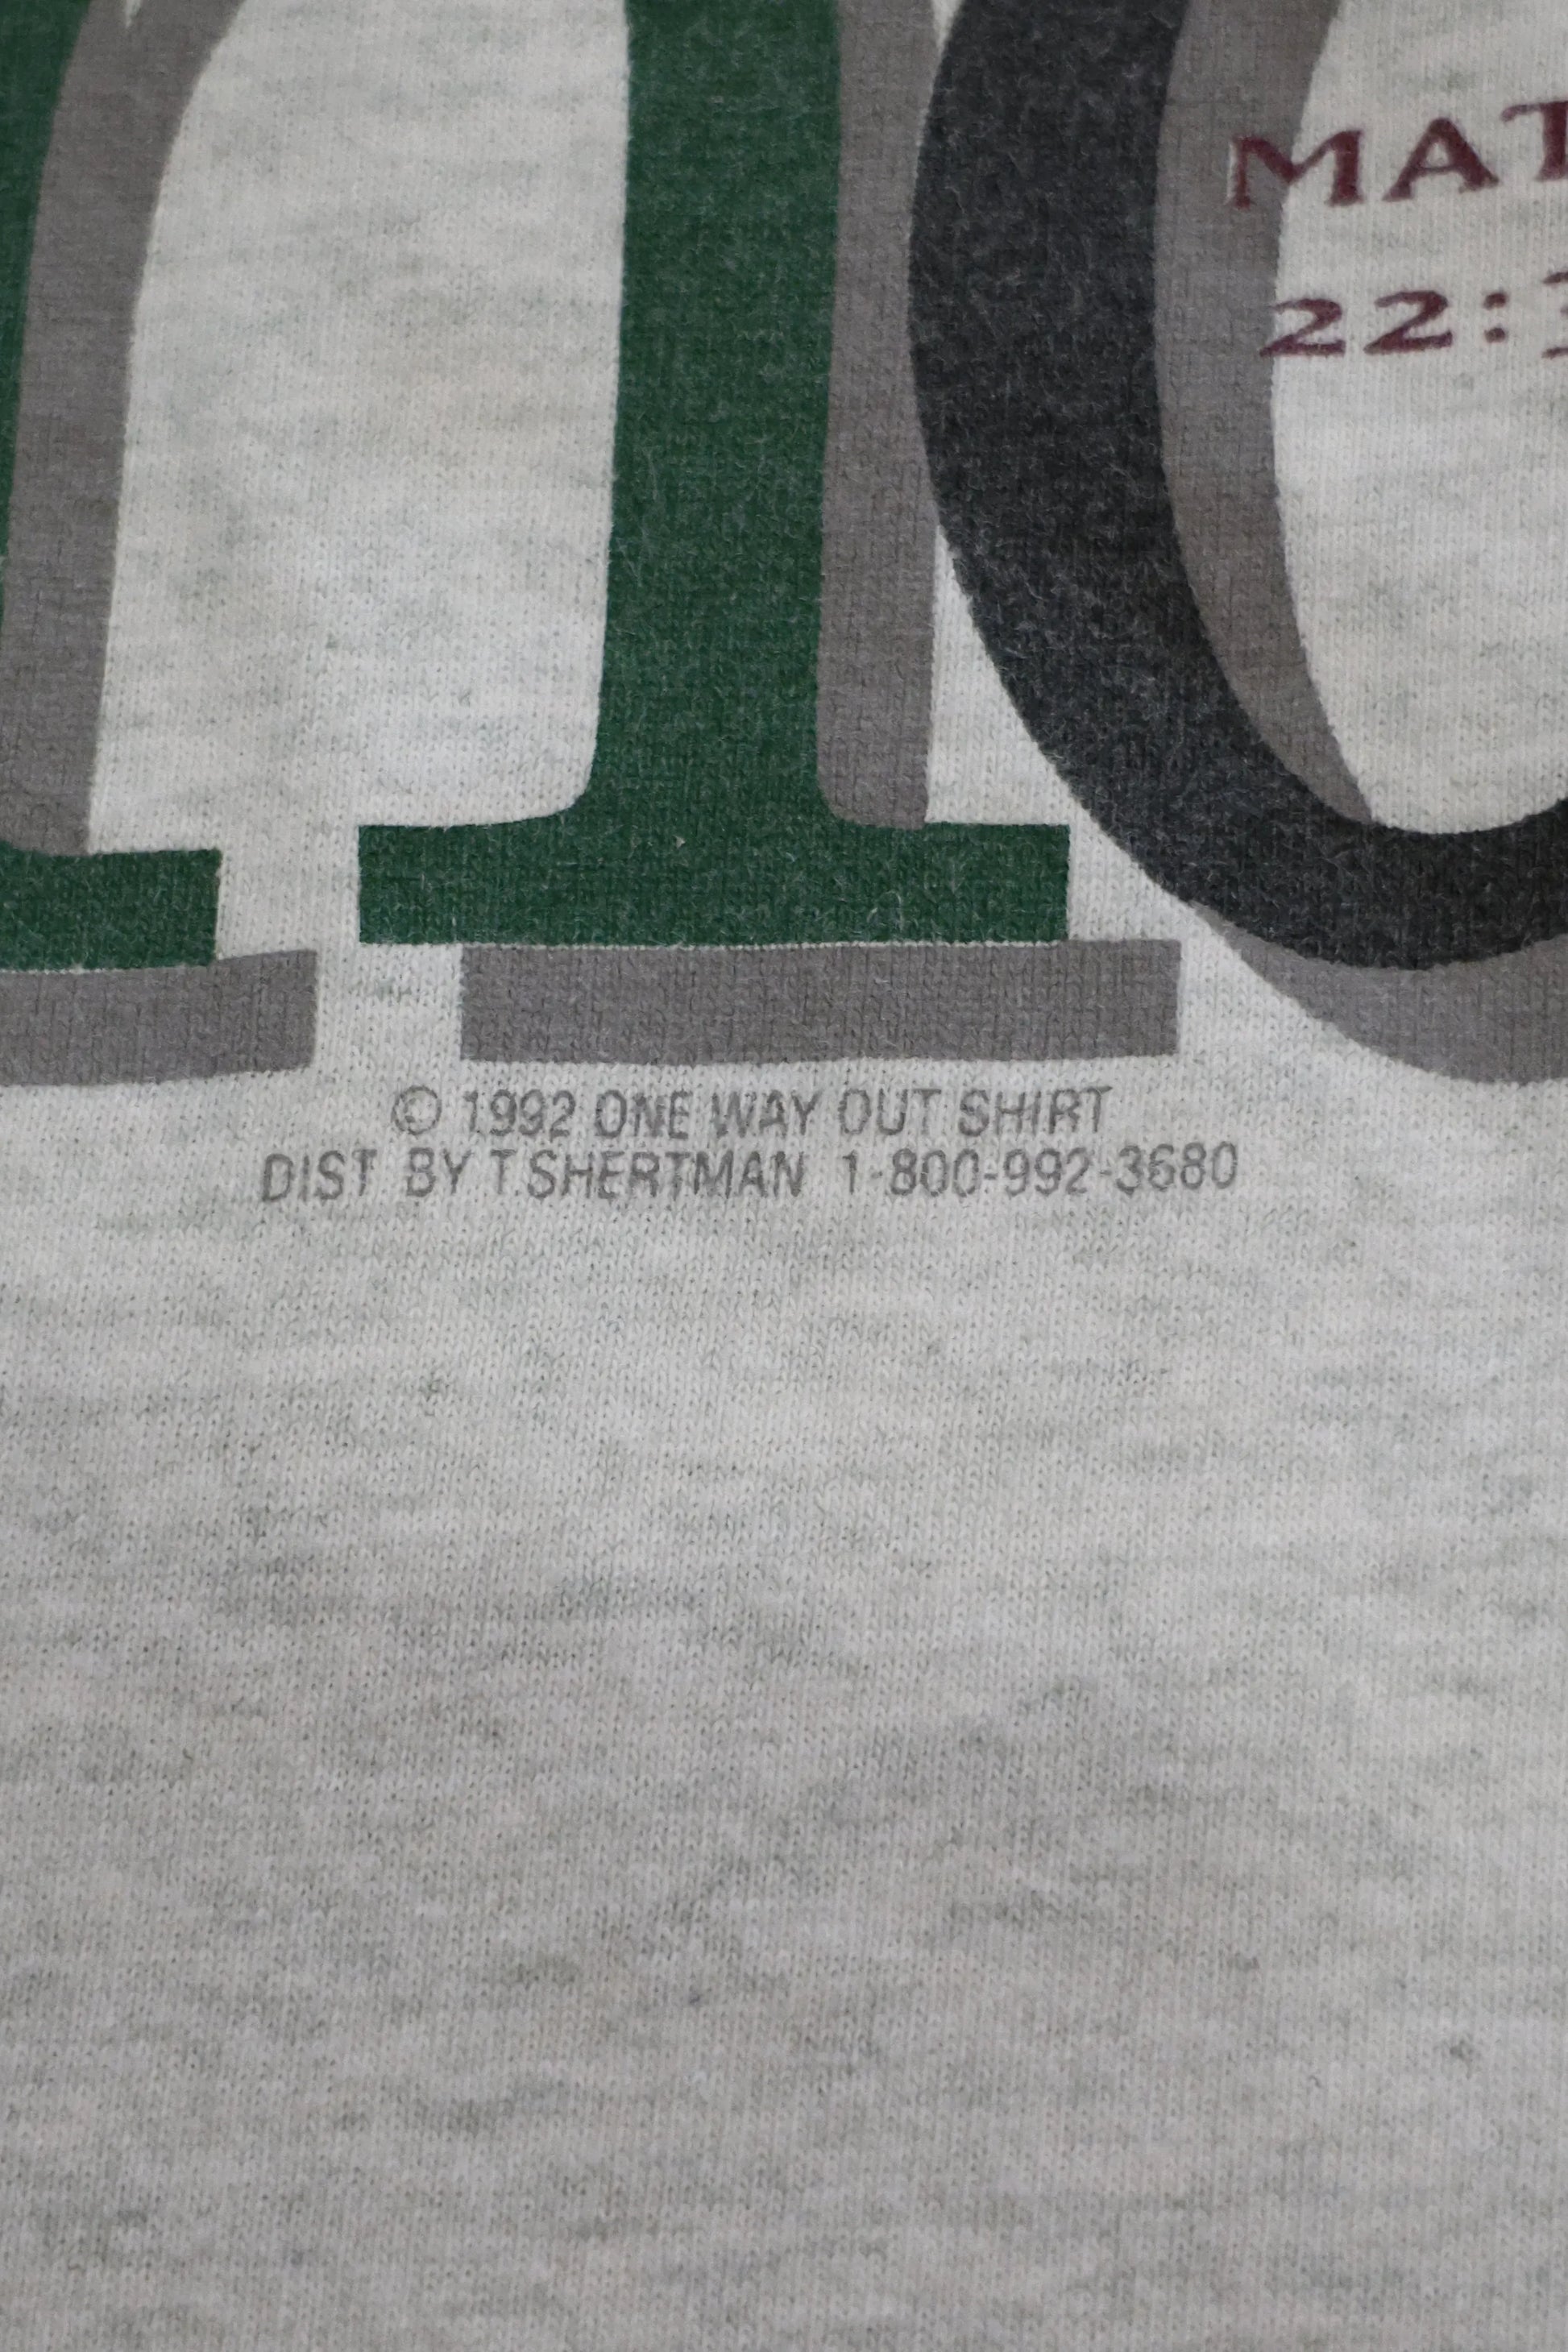 MAT
22:
© 1992 ONE WAY OUT SHIRT
DIST BY T.SHERTMAN 1-800-992-3680